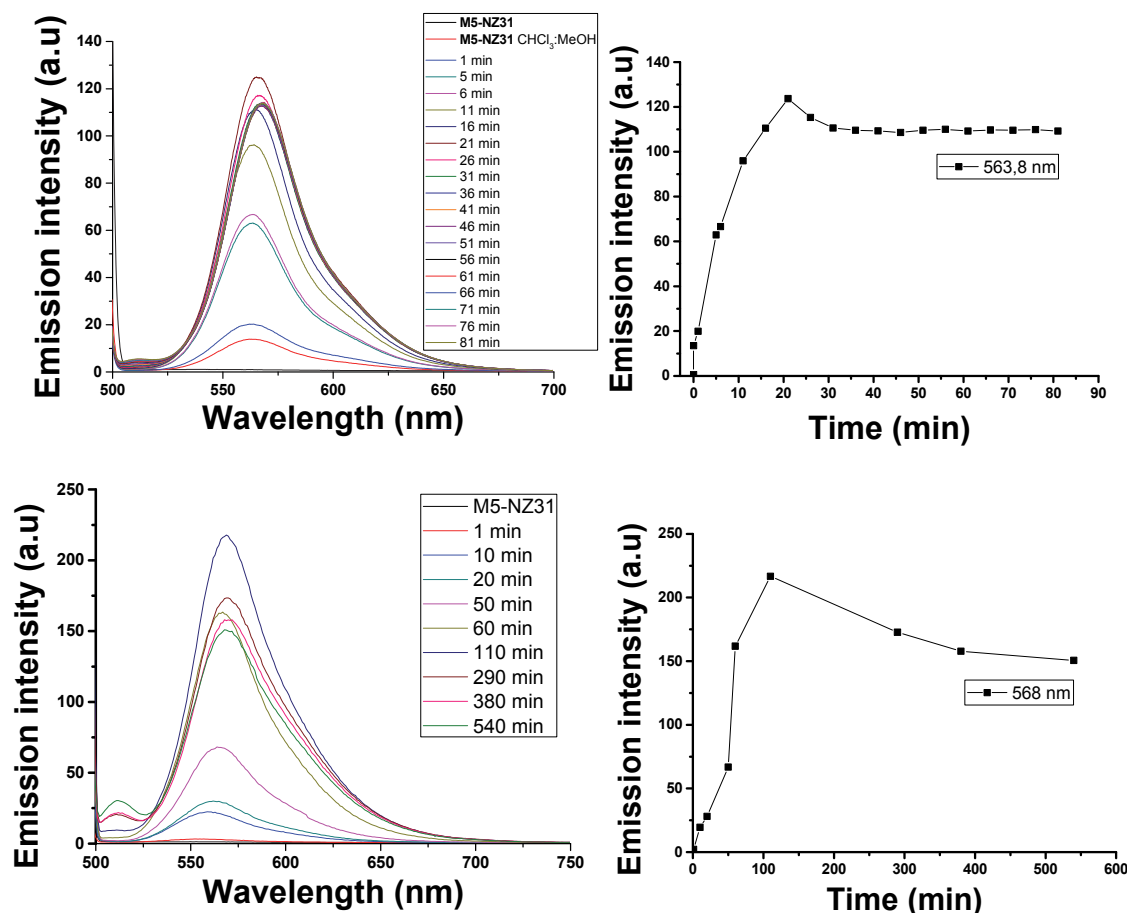 Emission intensity (a.u)
140
120
100
80
60
40
20
0
500
550
600
650
700
Wavelength (nm)
M5-NZ31
M5-NZ31 CHCl₃:MeOH
1 min
5 min
6 min
11 min
16 min
21 min
26 min
31 min
36 min
41 min
46 min
51 min
56 min
61 min
66 min
71 min
76 min
81 min
Emission intensity (a.u)
140
120
100
80
60
40
20
0
0
10
20
30
40
50
60
70
80
90
Time (min)
563,8 nm
Emission intensity (a.u)
250
200
150
100
50
0
500
550
600
650
700
750
Wavelength (nm)
M5-NZ31
1 min
10 min
20 min
50 min
60 min
110 min
290 min
380 min
540 min
Emission intensity (a.u)
250
200
150
100
50
0
0
100
200
300
400
500
600
Time (min)
568 nm